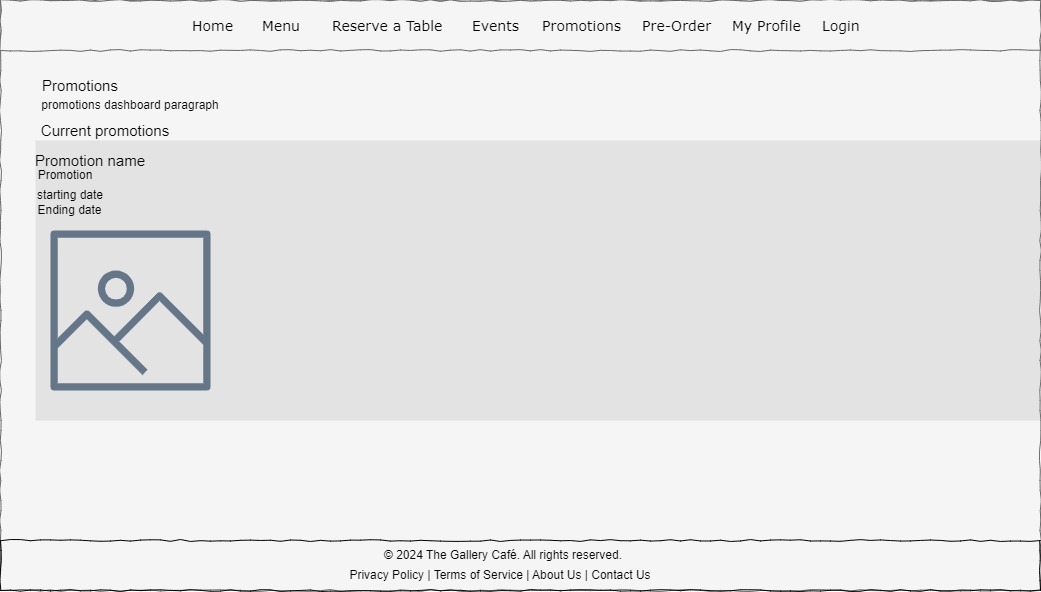 Home Menu Reserve a Table Events Promotions Pre-Order My Profile Login
Promotions
promotions dashboard paragraph
Current promotions
Promotion name
Promotion
starting date
Ending date
© 2024 The Gallery Café. All rights reserved.
Privacy Policy | Terms of Service | About Us | Contact Us